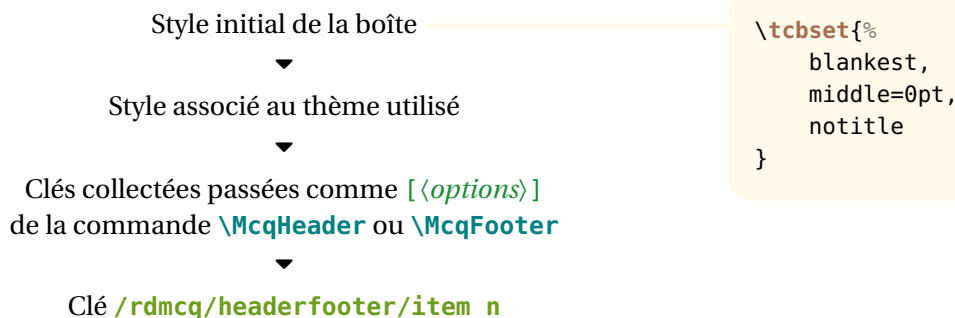 Style initial de la boîte
Style associé au thème utilisé
Clés collectées passées comme [⟨options⟩]
de la commande \McqHeader ou \McqFooter
Clé /rdmcq/headerfooter/item n
\tcbset{%
    blankest,
    middle=0pt,
    notitle
}